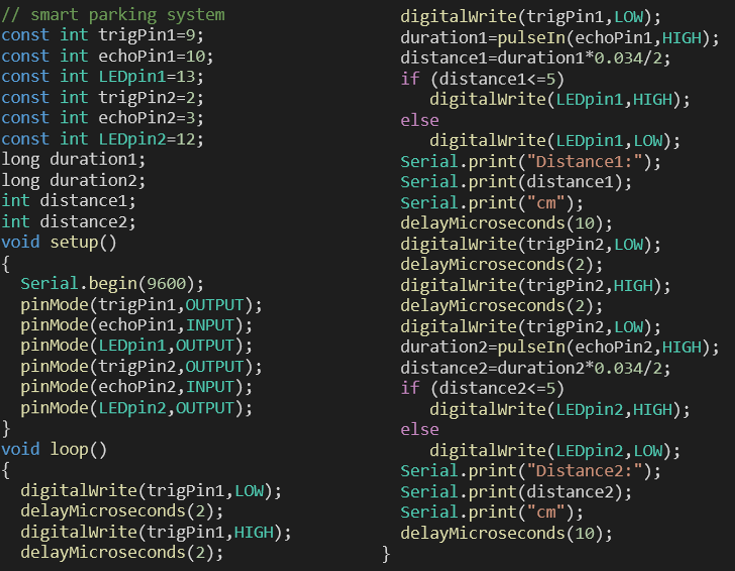 // smart parking system
const int trigPin1=9;
const int echoPin1=10;
const int LEDpin1=13;
const int trigPin2=2;
const int echoPin2=3;
const int LEDpin2=12;
long duration1;
long duration2;
int distance1;
int distance2;
void setup()
{
  Serial.begin(9600);
  pinMode(trigPin1,OUTPUT);
  pinMode(echoPin1,INPUT);
  pinMode(LEDpin1,OUTPUT);
  pinMode(trigPin2,OUTPUT);
  pinMode(echoPin2,INPUT);
  pinMode(LEDpin2,OUTPUT);
}
void loop()
{
  digitalWrite(trigPin1,LOW);
  delayMicroseconds(2);
  digitalWrite(trigPin1,HIGH);
  delayMicroseconds(2);
  digitalWrite(trigPin1,LOW);
  duration1=pulseIn(echoPin1,HIGH);
  distance1=duration1*0.034/2;
  if (distance1<=5)
     digitalWrite(LEDpin1,HIGH);
  else
     digitalWrite(LEDpin1,LOW);
  Serial.print("Distance1:");
  Serial.print(distance1);
  Serial.print("cm");
  delayMicroseconds(10);
  digitalWrite(trigPin2,LOW);
  delayMicroseconds(2);
  digitalWrite(trigPin2,HIGH);
  delayMicroseconds(2);
  digitalWrite(trigPin2,LOW);
  duration2=pulseIn(echoPin2,HIGH);
  distance2=duration2*0.034/2;
  if (distance2<=5)
     digitalWrite(LEDpin2,HIGH);
  else
     digitalWrite(LEDpin2,LOW);
  Serial.print("Distance2:");
  Serial.print(distance2);
  Serial.print("cm");
  delayMicroseconds(10);
}